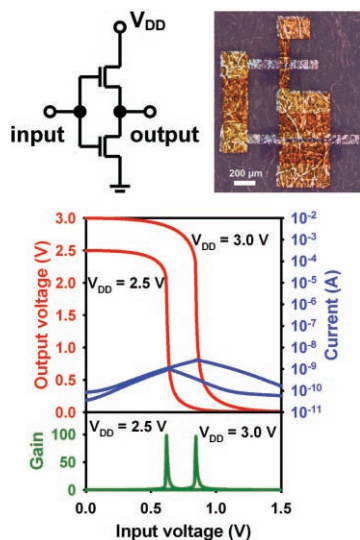 V_DD
input
output
200 µm
3.0
2.5
2.0
1.5
1.0
0.5
0.0
Output voltage (V)
V_DD = 3.0 V
V_DD = 2.5 V
10⁻²
10⁻³
10⁻⁴
10⁻⁵
10⁻⁶
10⁻⁷
10⁻⁸
10⁻⁹
10⁻¹⁰
10⁻¹¹
Current (A)
V_DD = 2.5 V
V_DD = 3.0 V
100
50
0
Gain
0.0
0.5
1.0
1.5
Input voltage (V)